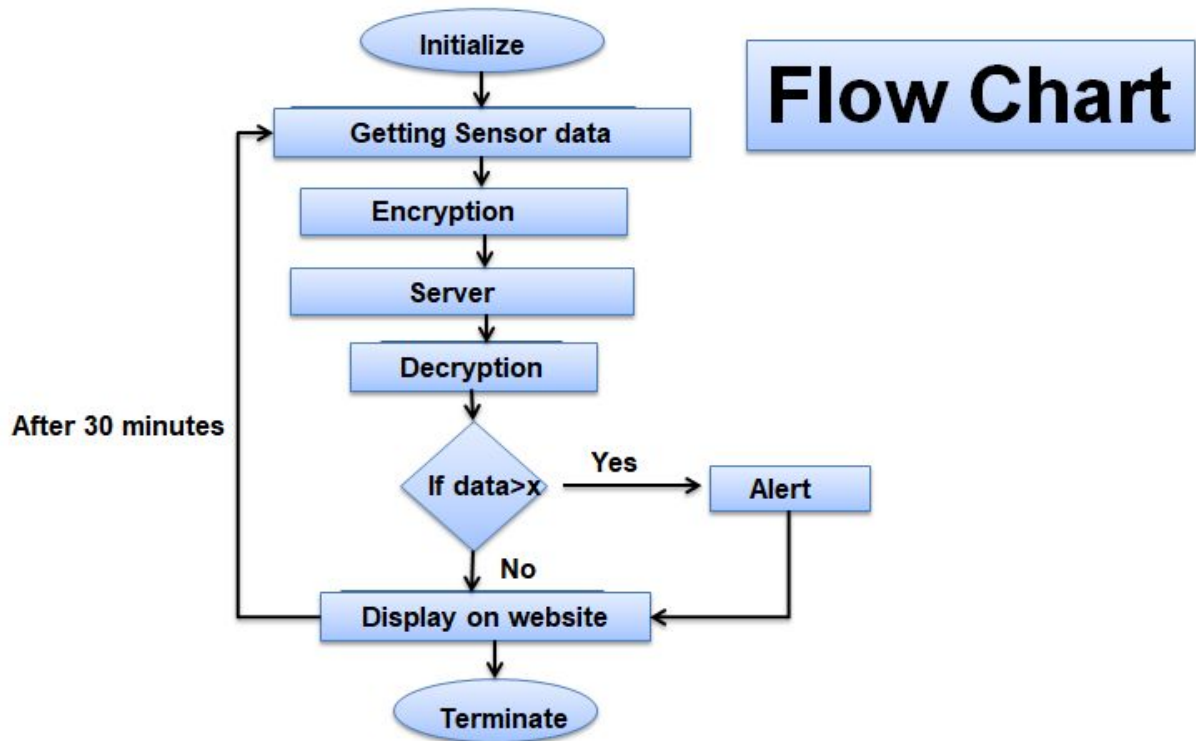 Initialize
Flow Chart
Getting Sensor data
Encryption
Server
Decryption
After 30 minutes
If data>x
Yes
Alert
No
Display on website
Terminate